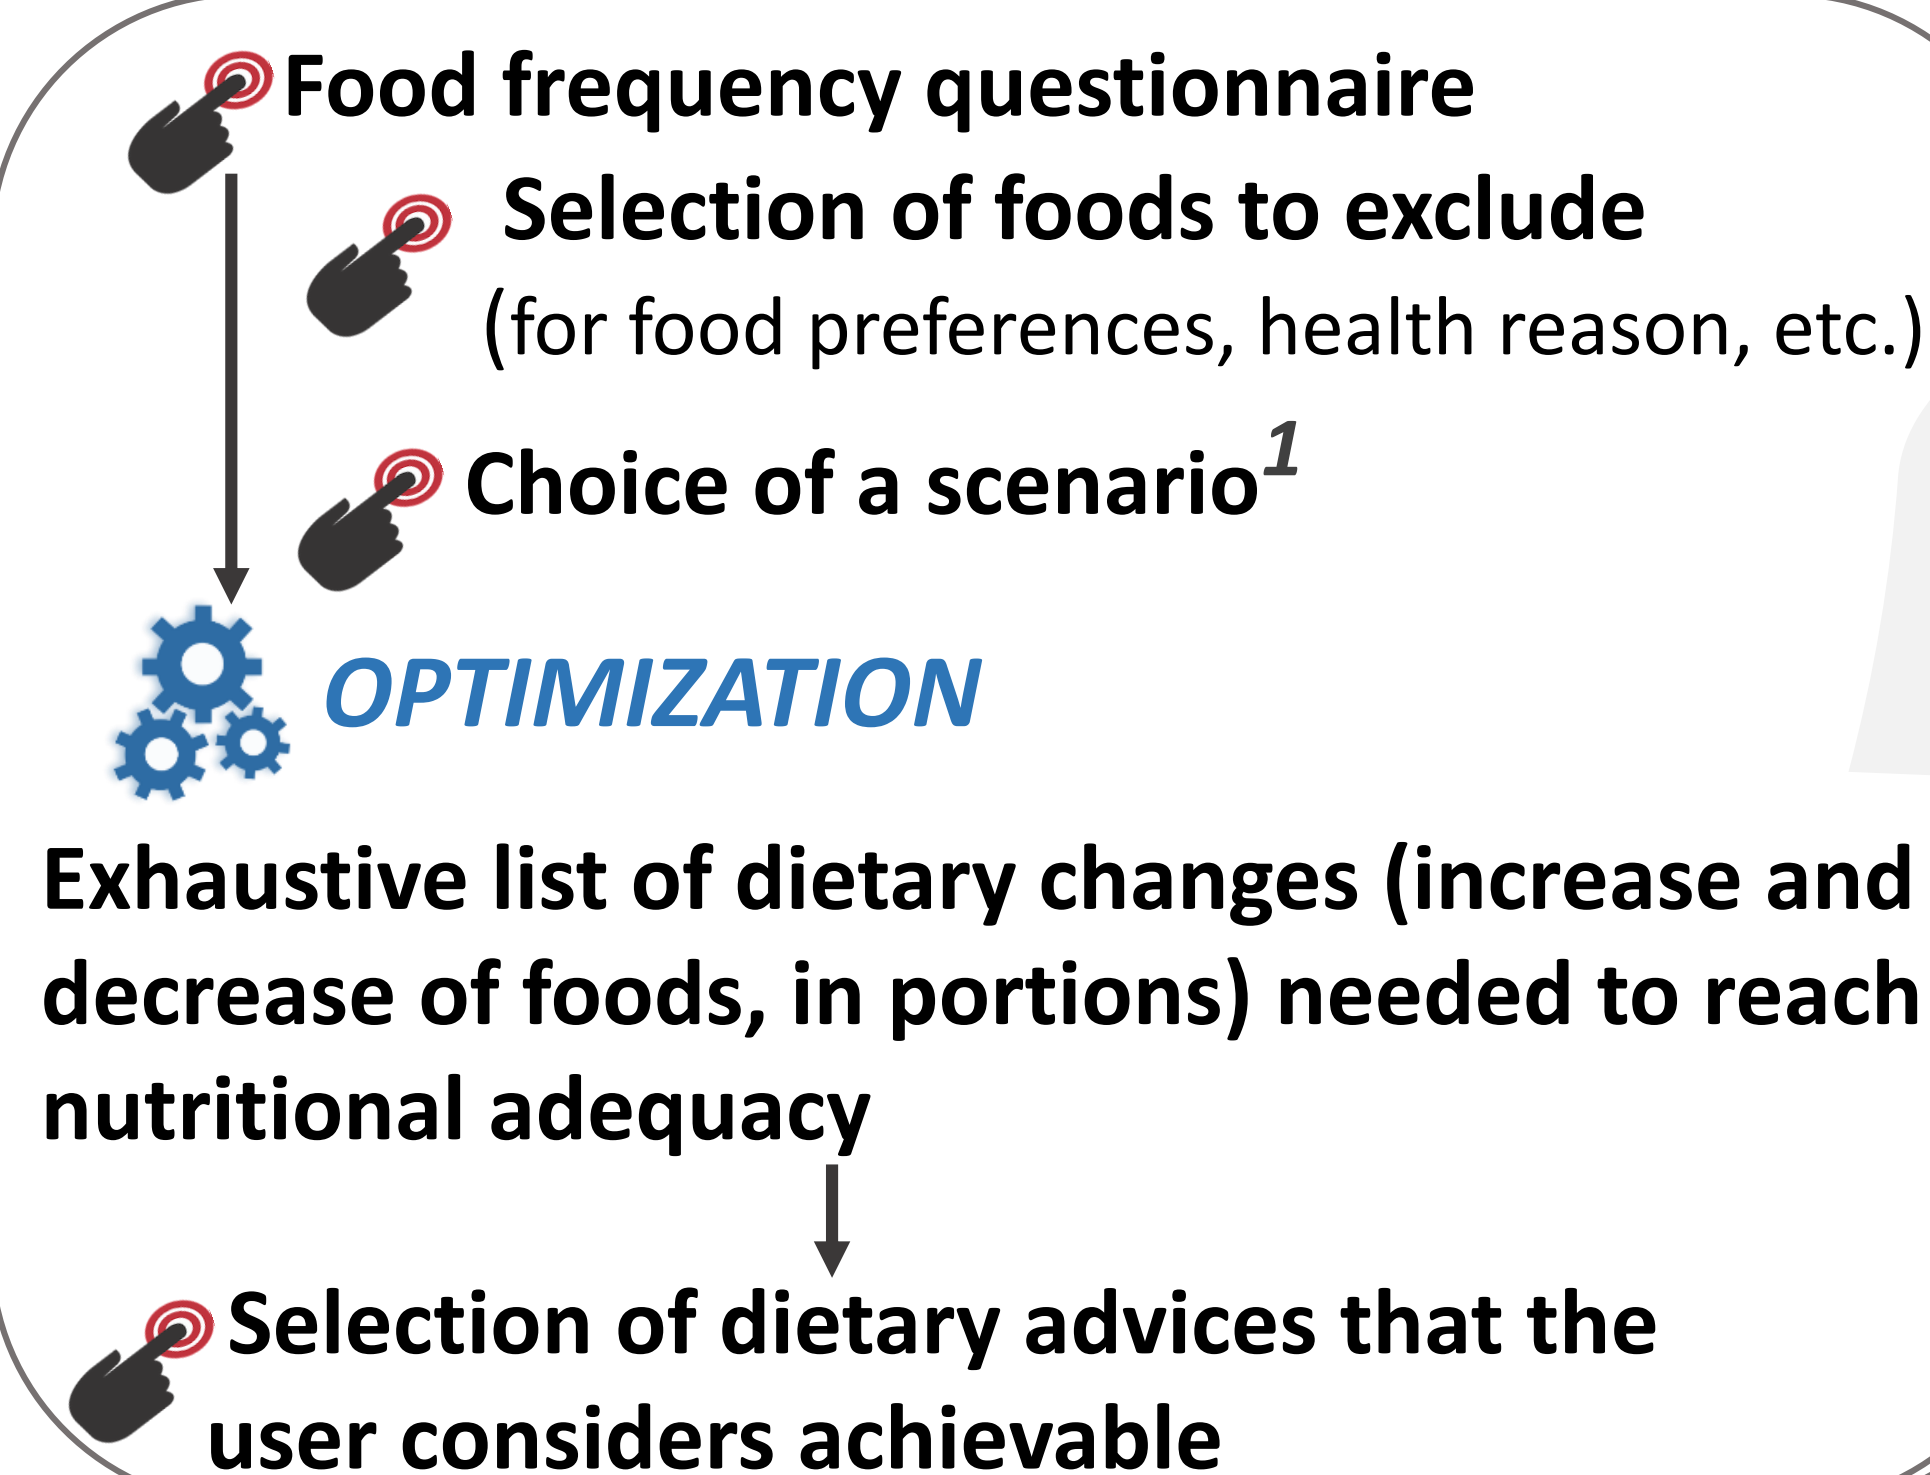 Food frequency questionnaire
Selection of foods to exclude
(for food preferences, health reason, etc.)
Choice of a scenario1
OPTIMIZATION
Exhaustive list of dietary changes (increase and
decrease of foods, in portions) needed to reach
nutritional adequacy
Selection of dietary advices that the
user considers achievable